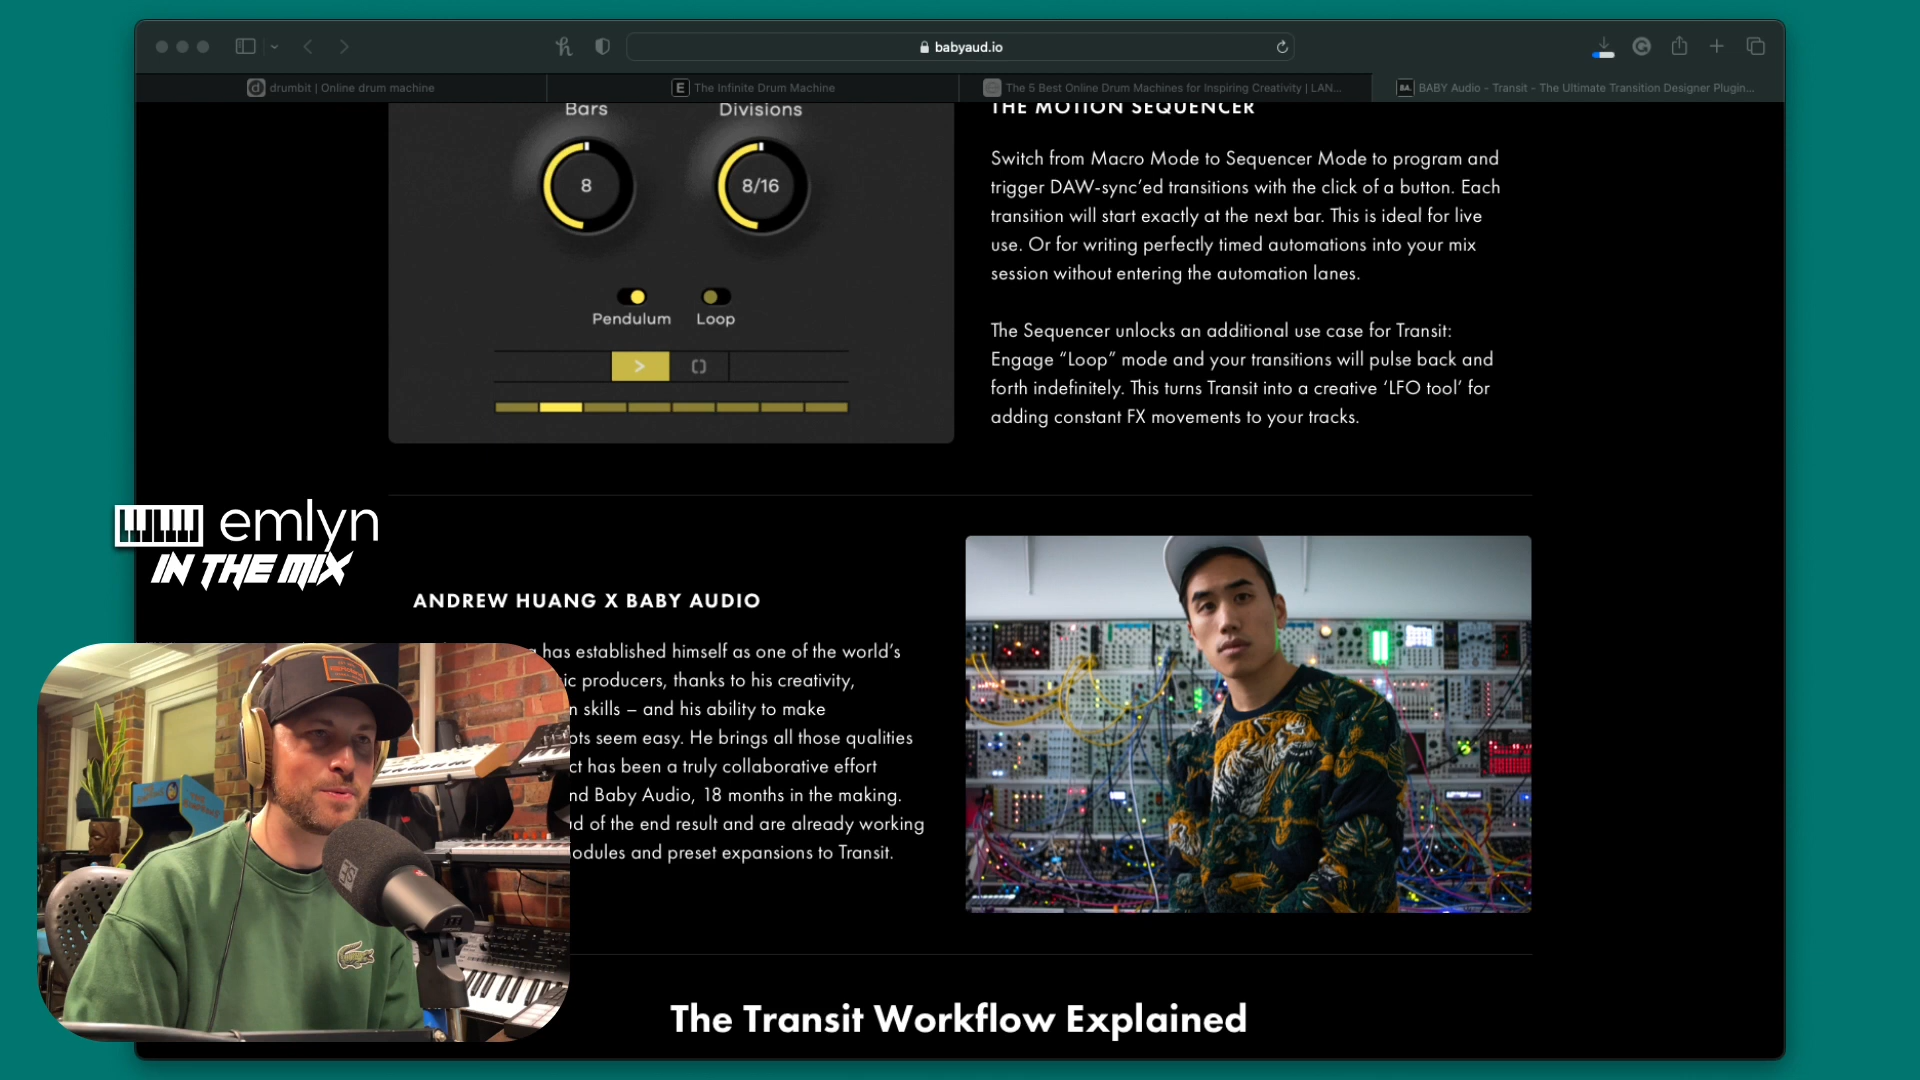 babyaud.io
drumbit | Online drum machine
The Infinite Drum Machine
The 5 Best Online Drum Machines for Inspiring Creativity | LAN...
BABY Audio - Transit - The Ultimate Transition Designer Plugin...
Bars
Divisions
8
8/16
Pendulum
Loop
THE MOTION SEQUENCER
Switch from Macro Mode to Sequencer Mode to program and
trigger DAW-sync’ed transitions with the click of a button. Each
transition will start exactly at the next bar. This is ideal for live
use. Or for writing perfectly timed automations into your mix
session without entering the automation lanes.
The Sequencer unlocks an additional use case for Transit:
Engage “Loop” mode and your transitions will pulse back and
forth indefinitely. This turns Transit into a creative ‘LFO tool’ for
adding constant FX movements to your tracks.
emlyn
IN THE MIX
ANDREW HUANG X BABY AUDIO
has established himself as one of the world’s
ic producers, thanks to his creativity,
n skills – and his ability to make
ots seem easy. He brings all those qualities
ct has been a truly collaborative effort
nd Baby Audio, 18 months in the making.
d of the end result and are already working
odules and preset expansions to Transit.
The Transit Workflow Explained